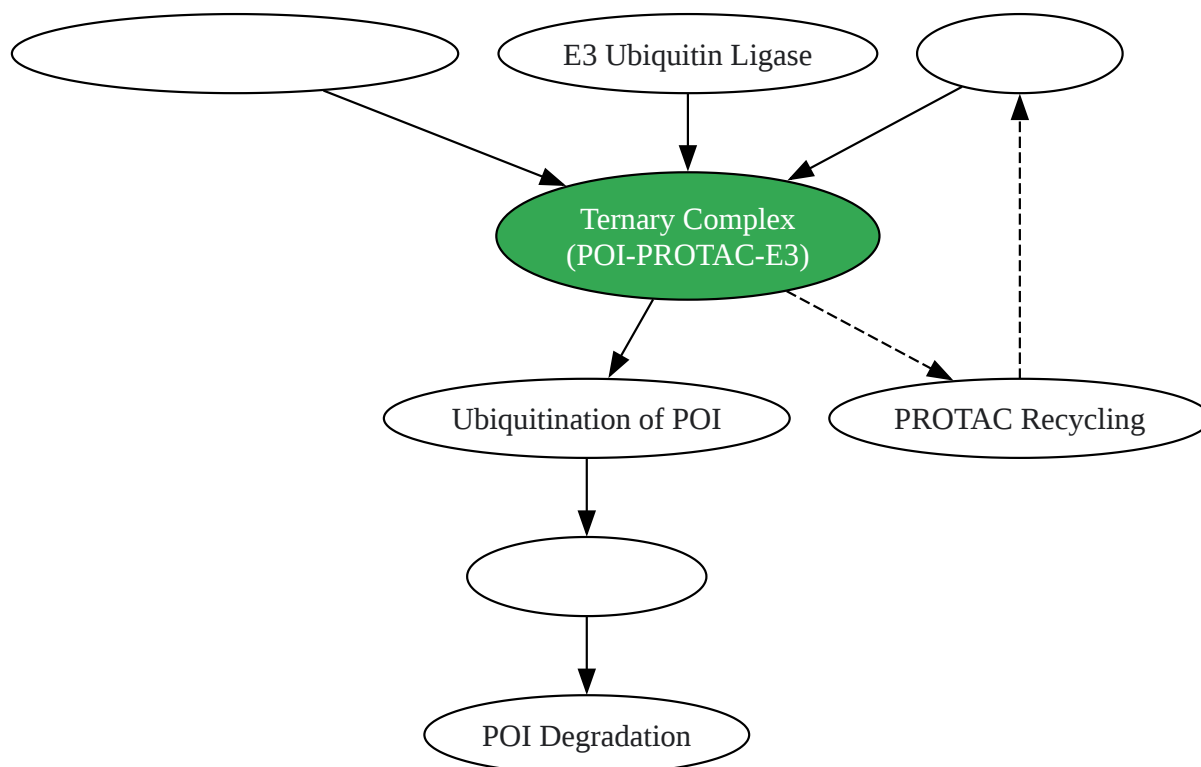 E3 Ubiquitin Ligase
Ternary Complex
(POI-PROTAC-E3)
Ubiquitination of POI
PROTAC Recycling
POI Degradation